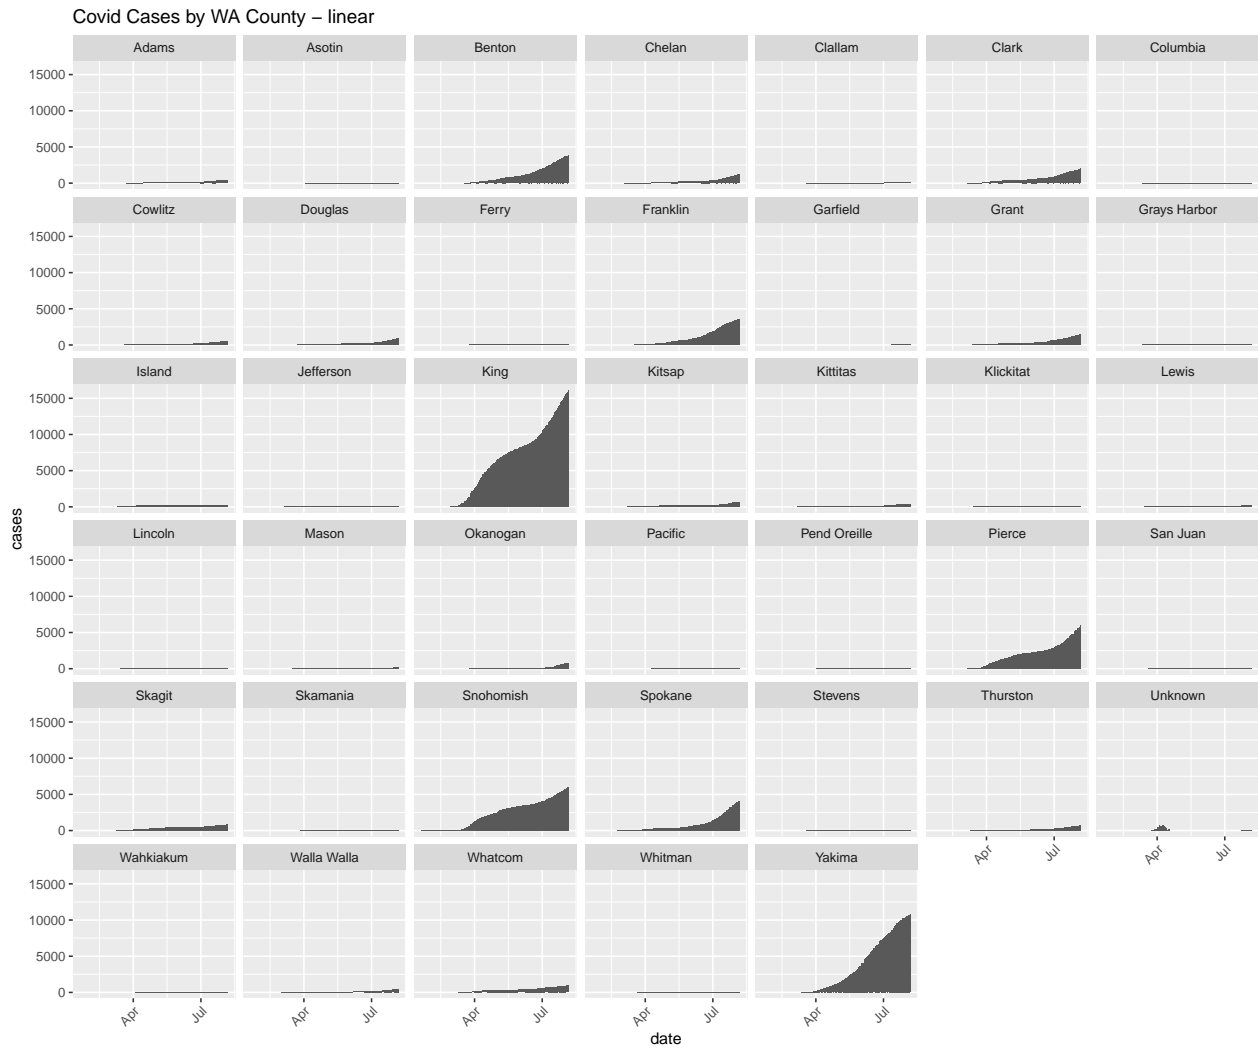 Covid Cases by WA County – linear
Adams Asotin Benton Chelan Clallam Clark Columbia
15000
10000
5000
0
Cowlitz Douglas Ferry Franklin Garfield Grant Grays Harbor
15000
10000
5000
0
Island Jefferson King Kitsap Kittitas Klickitat Lewis
15000
10000
5000
0
cases
Lincoln Mason Okanogan Pacific Pend Oreille Pierce San Juan
15000
10000
5000
0
Skagit Skamania Snohomish Spokane Stevens Thurston Unknown
15000
10000
5000
0
Apr Jul Apr Jul
Wahkiakum Walla Walla Whatcom Whitman Yakima
15000
10000
5000
0
Apr Jul Apr Jul Apr Jul Apr Jul Apr Jul
date